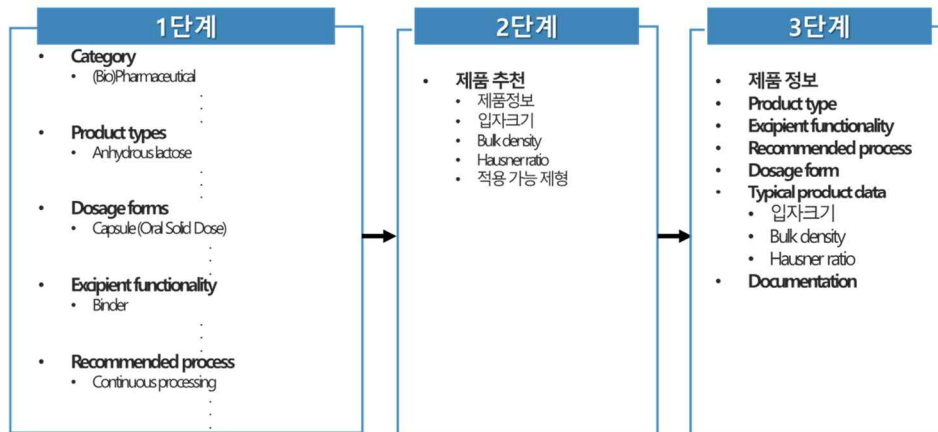 1단계
• Category
• (Bio)Pharmaceutical
• Product types
• Anhydrous lactose
• Dosage forms
• Capsule (Oral Solid Dose)
• Excipient functionality
• Binder
• Recommended process
• Continuous processing
2단계
• 제품 추천
• 제품정보
• 입자크기
• Bulk density
• Hausner ratio
• 적용 가능 제형
3단계
• 제품 정보
• Product type
• Excipient functionality
• Recommended process
• Dosage form
• Typical product data
• 입자크기
• Bulk density
• Hausner ratio
• Documentation